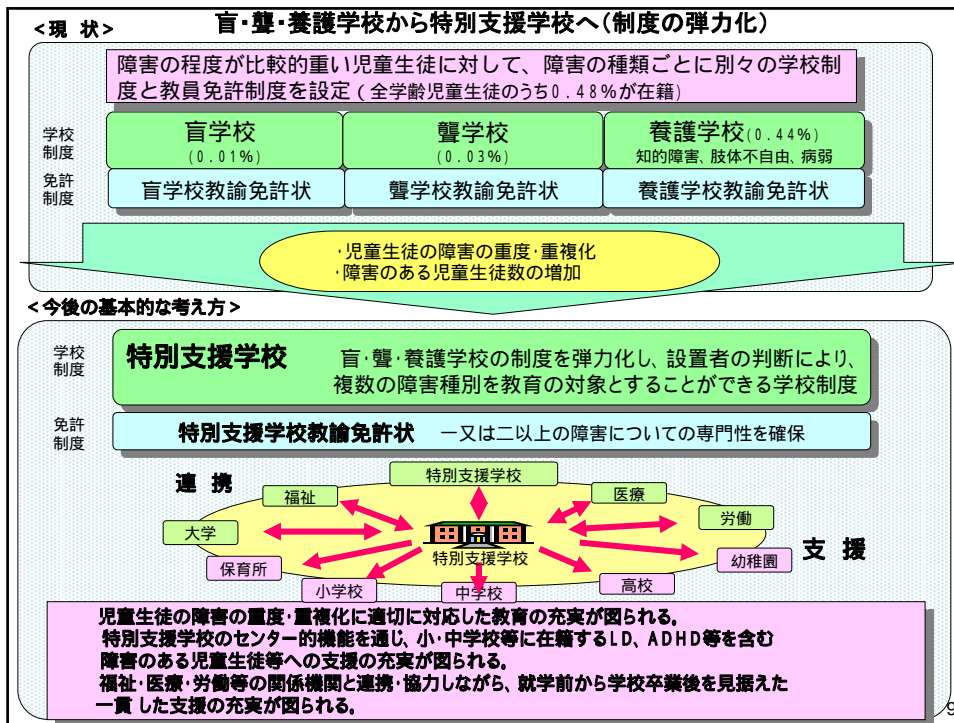 盲・聾・養護学校から特別支援学校へ(制度の弾力化)
<現 状>
障害の程度が比較的重い児童生徒に対して、障害の種類ごとに別々の学校制
度と教員免許制度を設定(全学齢児童生徒のうち0.48%が在籍)
学校
制度
盲学校
(0.01%)
聾学校
(0.03%)
養護学校(0.44%)
知的障害、肢体不自由、病弱
免許
制度
盲学校教諭免許状
聾学校教諭免許状
養護学校教諭免許状
・児童生徒の障害の重度・重複化
・障害のある児童生徒数の増加
<今後の基本的な考え方>
学校
制度
特別支援学校
盲・聾・養護学校の制度を弾力化し、設置者の判断により、
複数の障害種別を教育の対象とすることができる学校制度
免許
制度
特別支援学校教諭免許状 一又は二以上の障害についての専門性を確保
連 携
特別支援学校
福祉
医療
大学
労働
特別支援学校
支 援
保育所
幼稚園
小学校
中学校
高校
児童生徒の障害の重度・重複化に適切に対応した教育の充実が図られる。
特別支援学校のセンター的機能を通じ、小・中学校等に在籍するLD、ADHD等を含む
障害のある児童生徒等への支援の充実が図られる。
福祉・医療・労働等の関係機関と連携・協力しながら、就学前から学校卒業後を見据えた
一貫した支援の充実が図られる。
9